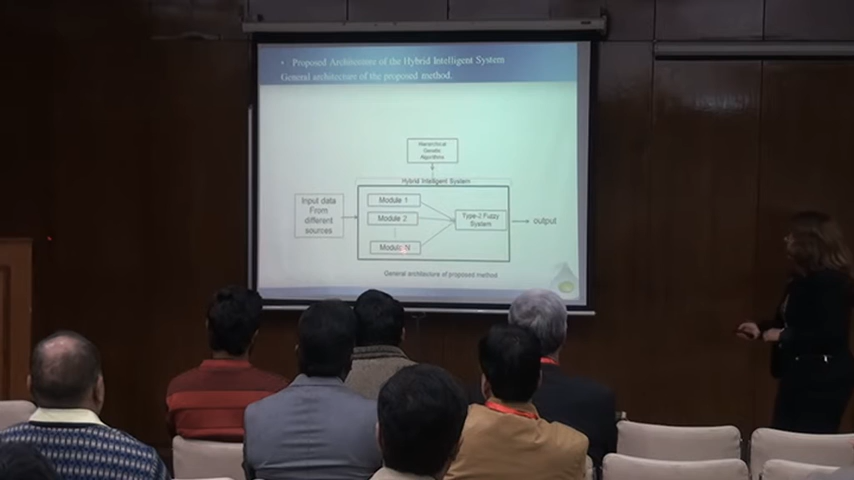 • Proposed Architecture of the Hybrid Intelligent System
General architecture of the proposed method.
Hierarchical
Genetic
Algorithms
Hybrid Intelligent System
Input data
From
different
sources
Module 1
Module 2
Module N
Type-2 Fuzzy
System
output
General architecture of proposed method